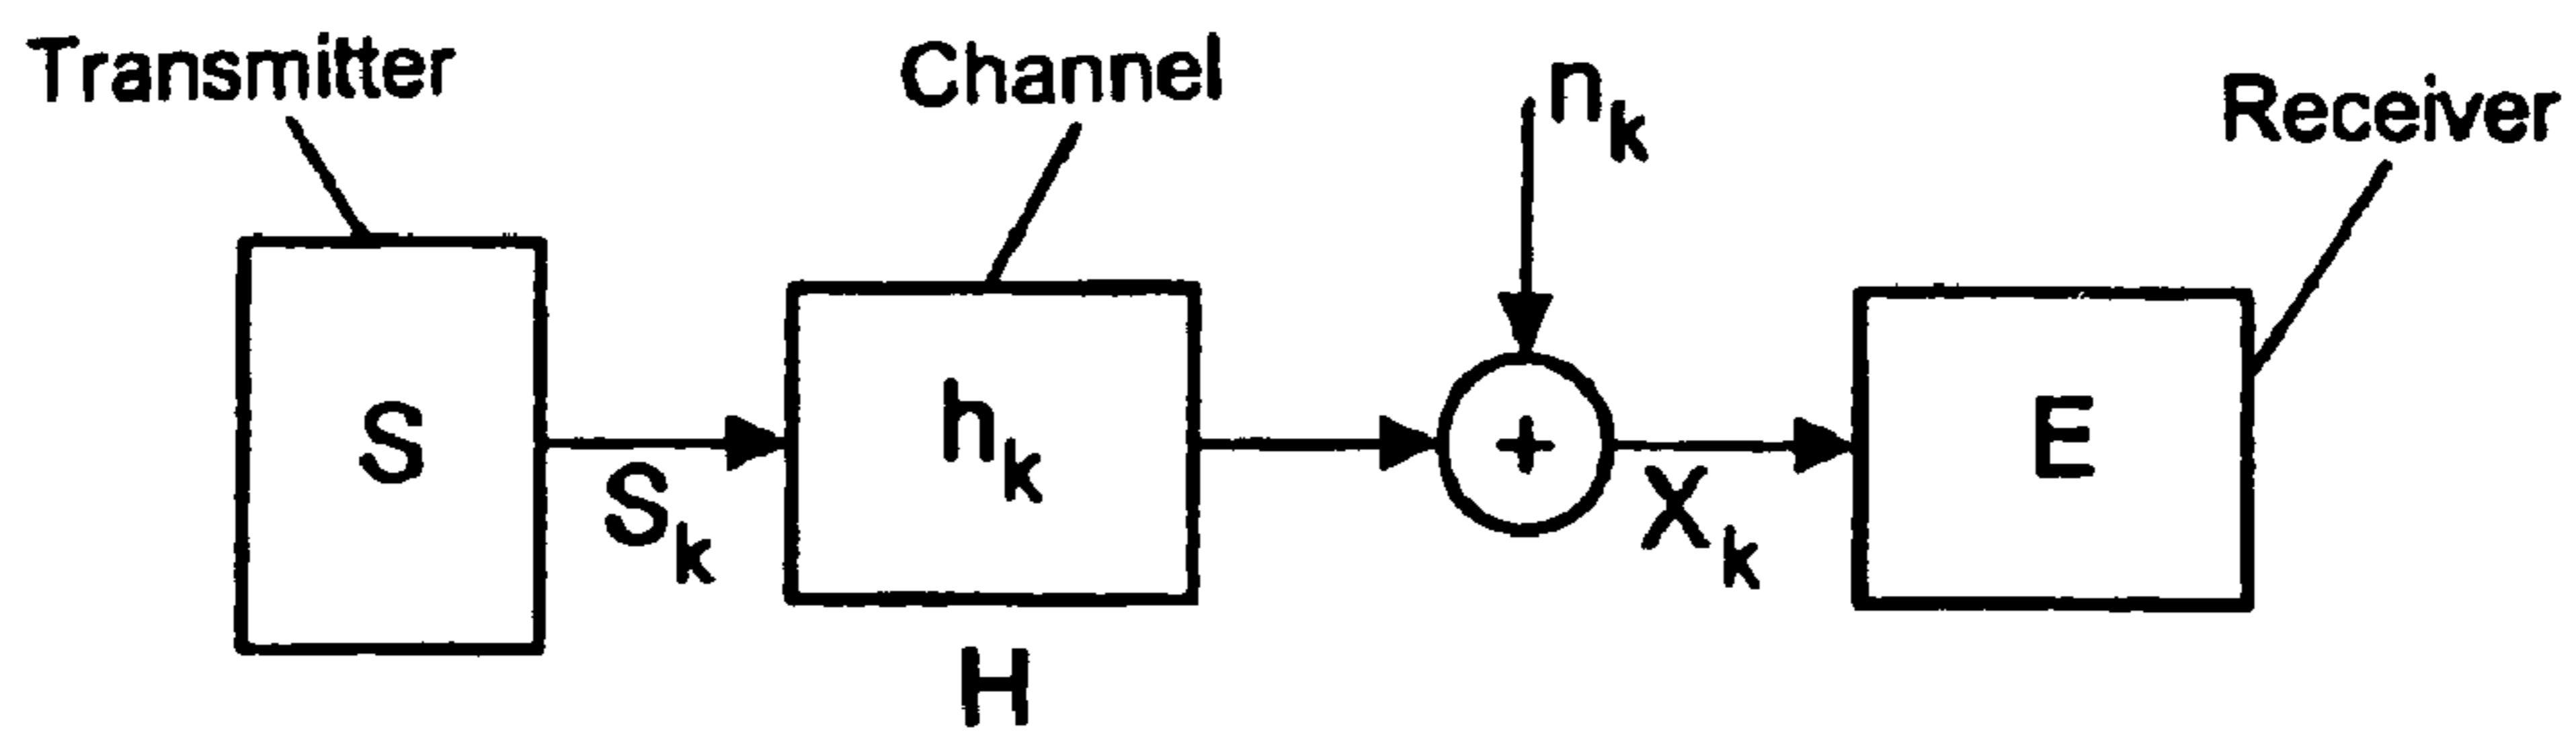 Transmitter
Channel
n_k
Receiver
S
S_k
h_k
+
X_k
E
H